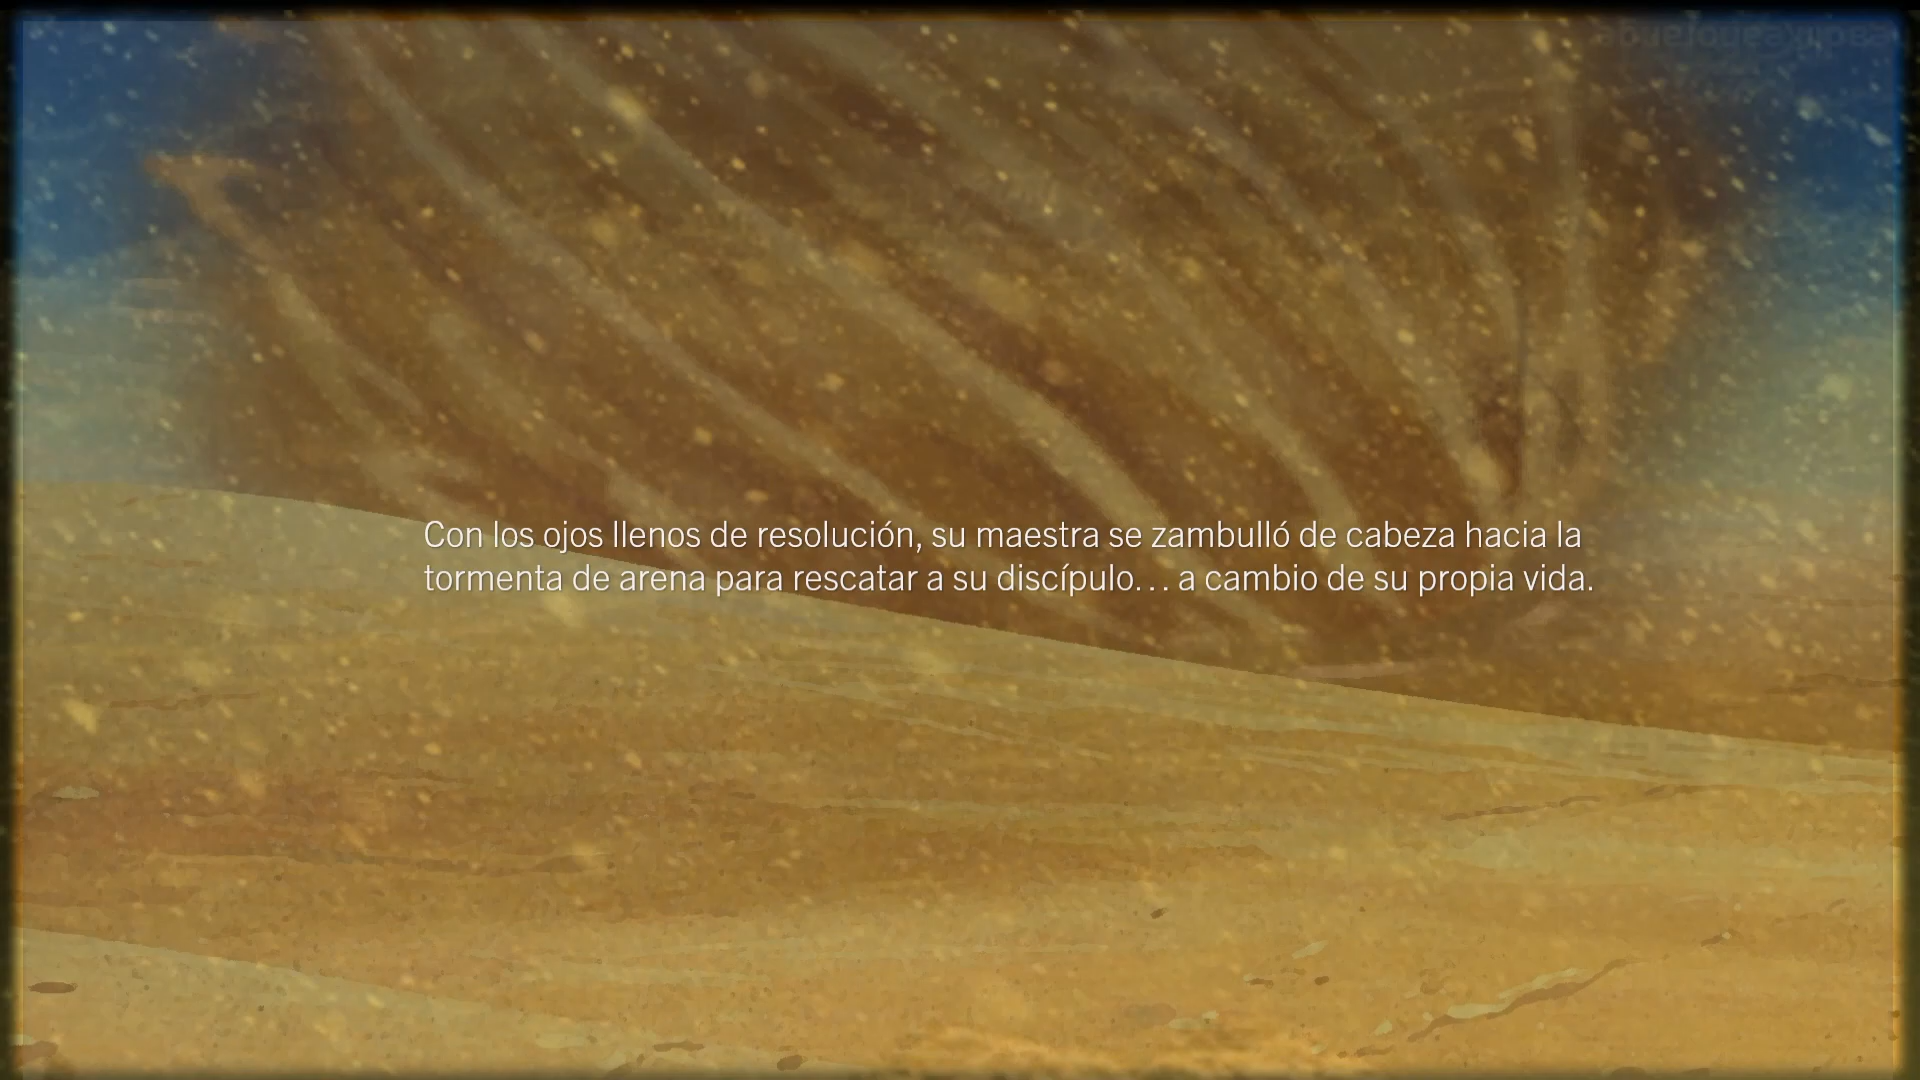 Con los ojos llenos de resolución, su maestra se zambulló de cabeza hacia la
tormenta de arena para rescatar a su discípulo... a cambio de su propia vida.